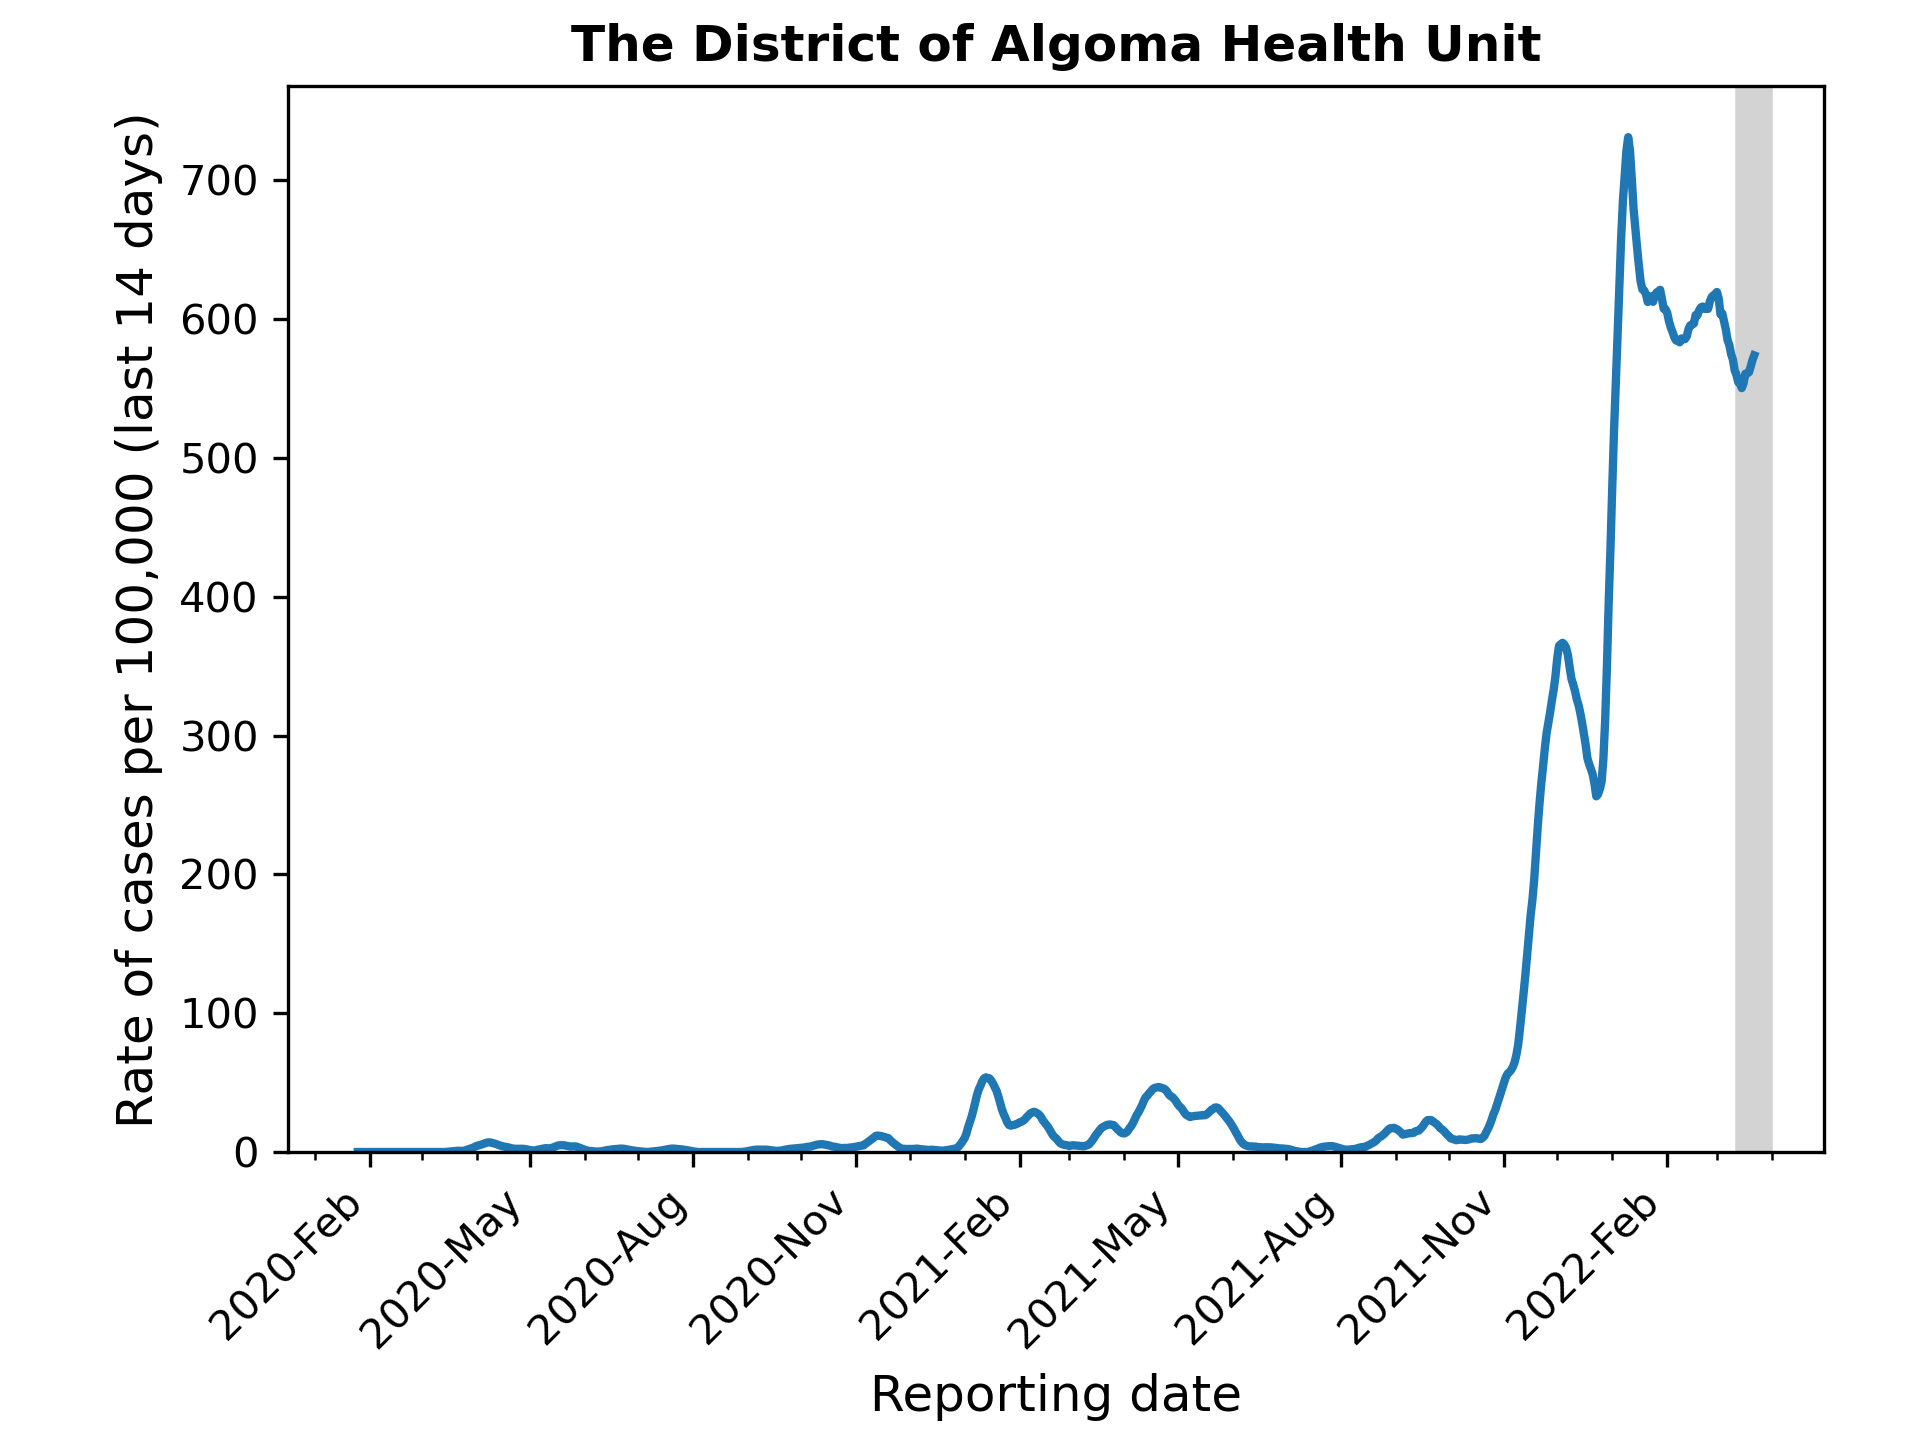 The District of Algoma Health Unit
Rate of cases per 100,000 (last 14 days)
700
600
500
400
300
200
100
0
2020-Feb
2020-May
2020-Aug
2020-Nov
2021-Feb
2021-May
2021-Aug
2021-Nov
2022-Feb
Reporting date